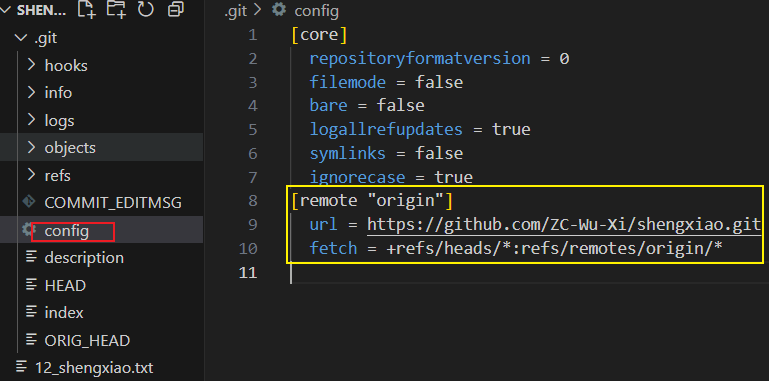 SHEN...
.git
hooks
info
logs
objects
refs
COMMIT_EDITMSG
config
description
HEAD
index
ORIG_HEAD
12_shengxiao.txt
.git > config
1 [core]
2 repositoryformatversion = 0
3 filemode = false
4 bare = false
5 logallrefupdates = true
6 symlinks = false
7 ignorecase = true
8 [remote "origin"]
9 url = https://github.com/ZC-Wu-Xi/shengxiao.git
10 fetch = +refs/heads/*:refs/remotes/origin/*
11